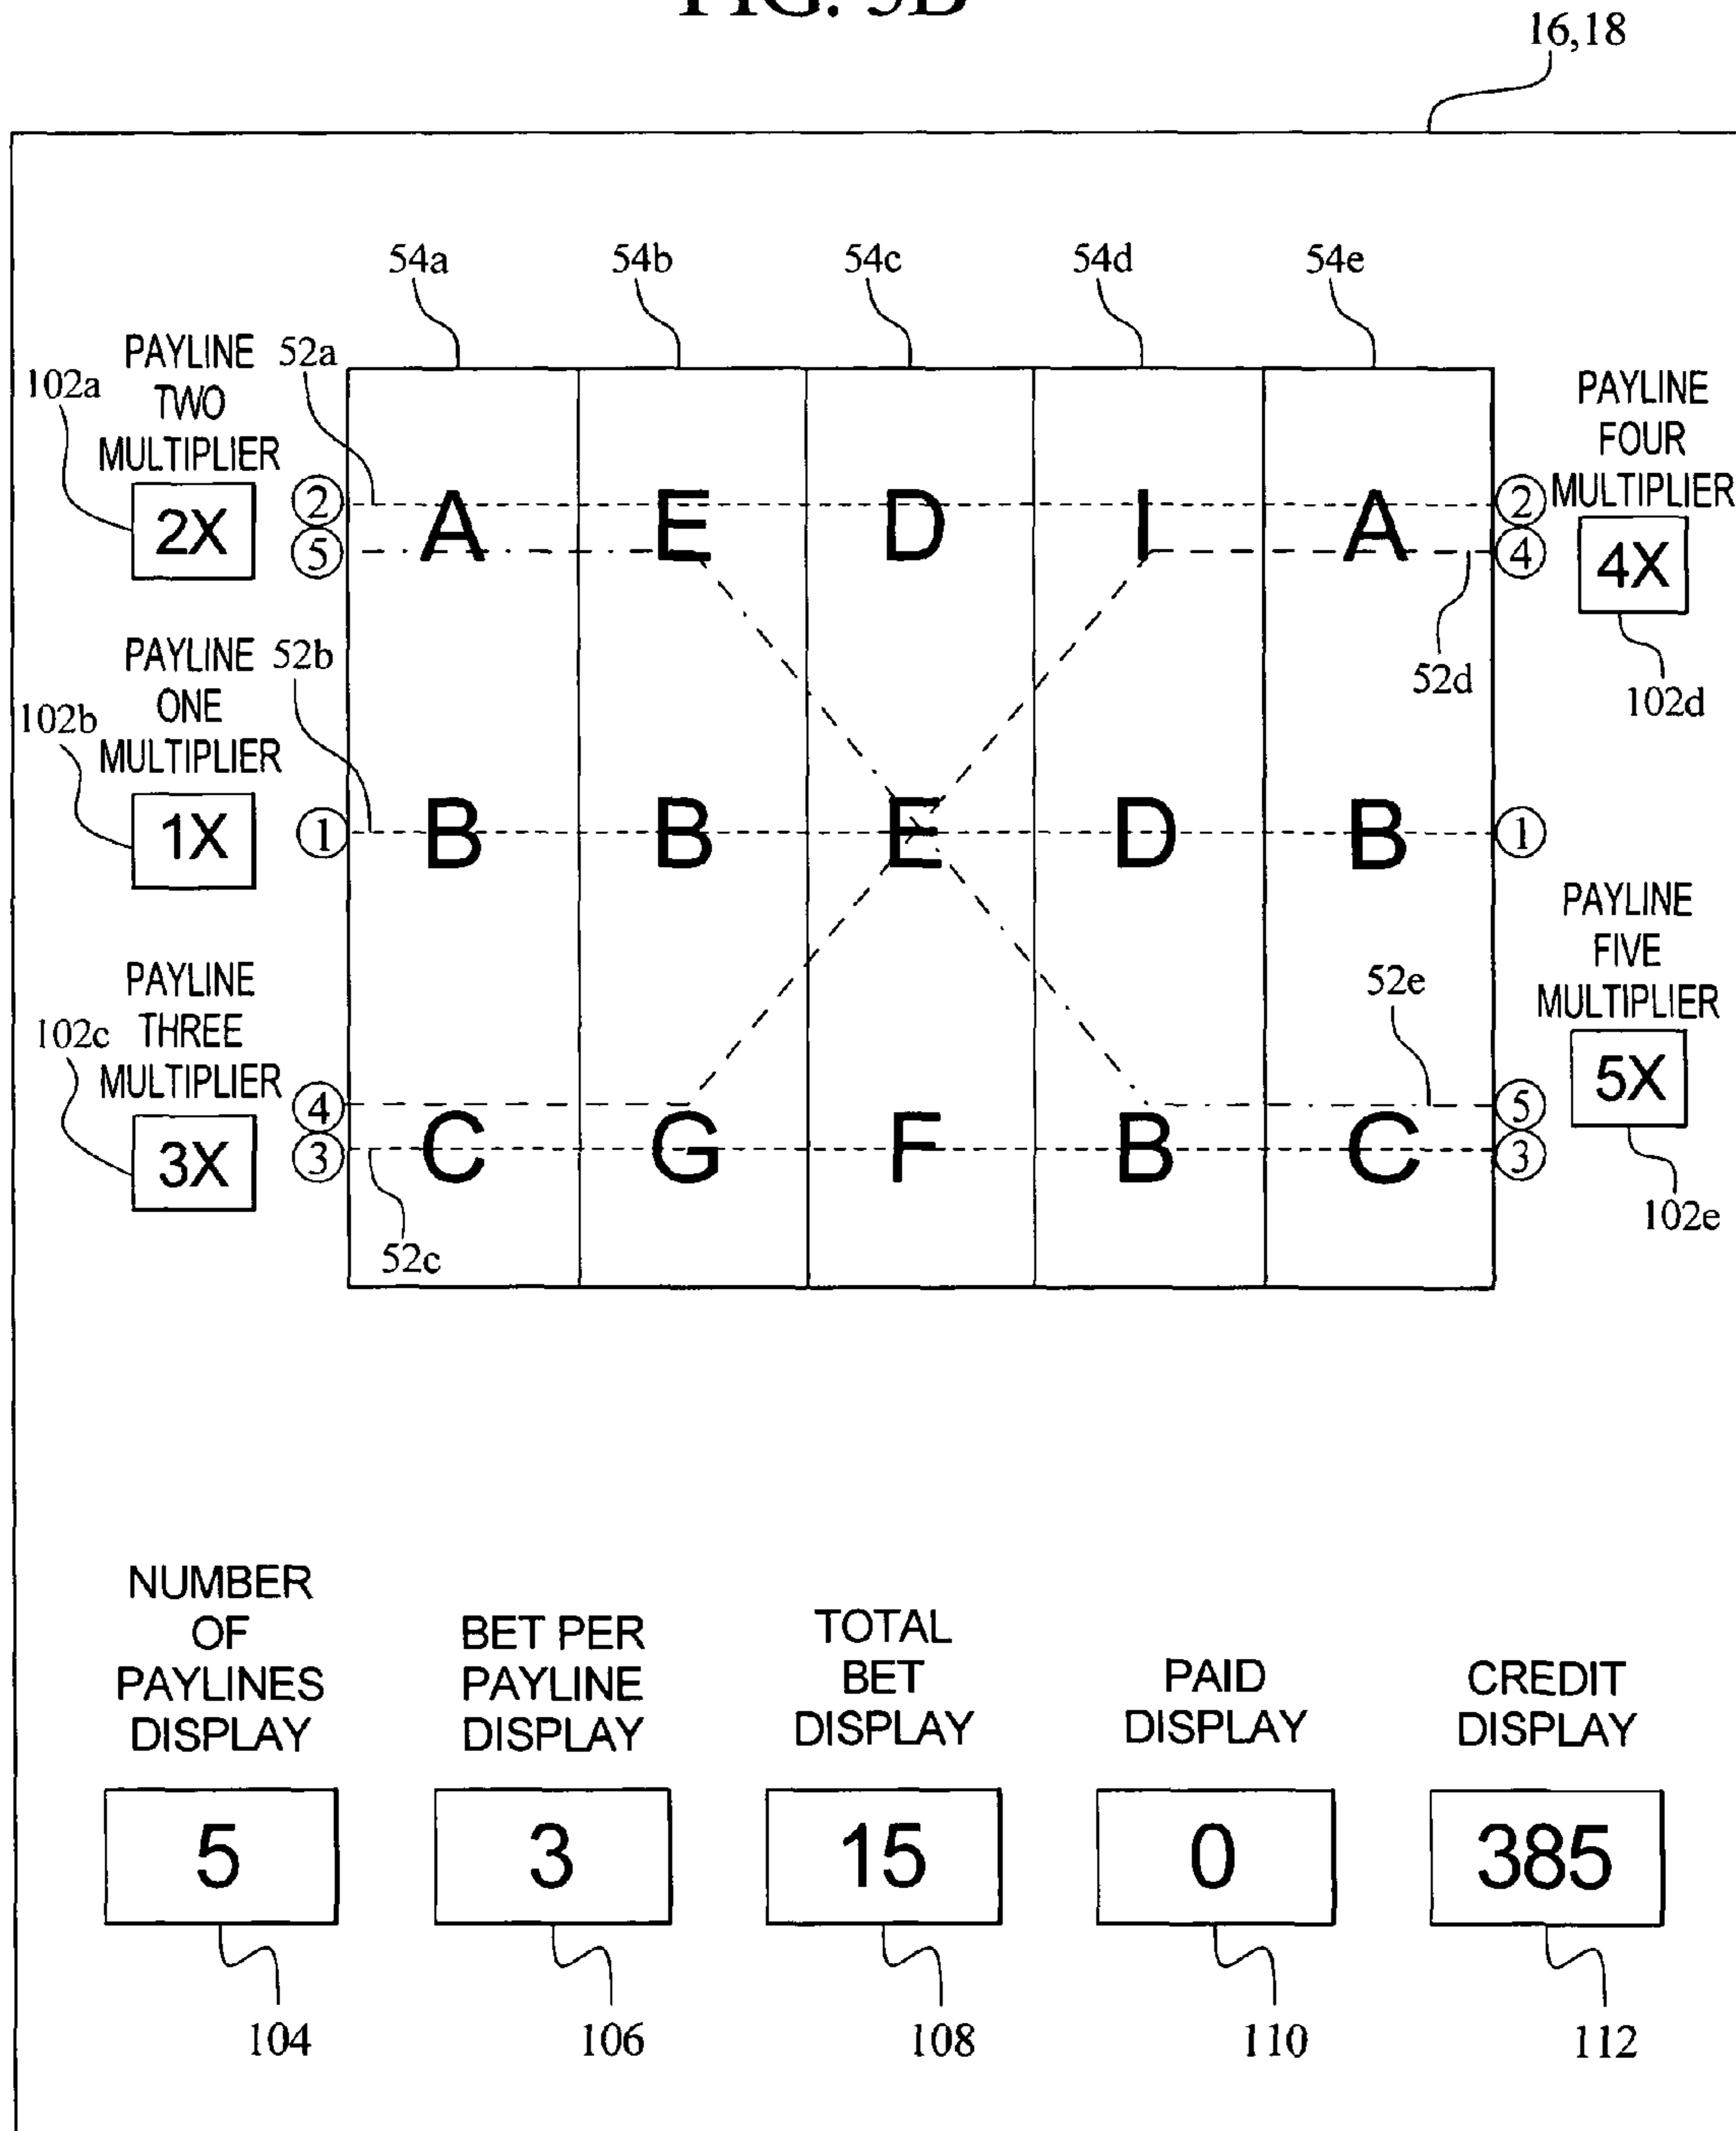 FIG. 5B
16,18
54a 54b 54c 54d 54e
PAYLINE
TWO
MULTIPLIER
102a
52a
2X
PAYLINE
FOUR
MULTIPLIER
4X
102d
52d
② A E D I A ②
⑤ ④
PAYLINE
ONE
MULTIPLIER
102b
52b
1X
① B B E D B ①
PAYLINE
FIVE
MULTIPLIER
5X
102e
52e
PAYLINE
THREE
MULTIPLIER
102c
3X
④ ⑤
③ C G F B C ③
52c
NUMBER
OF
PAYLINES
DISPLAY
5
104
BET PER
PAYLINE
DISPLAY
3
106
TOTAL
BET
DISPLAY
15
108
PAID
DISPLAY
0
110
CREDIT
DISPLAY
385
112